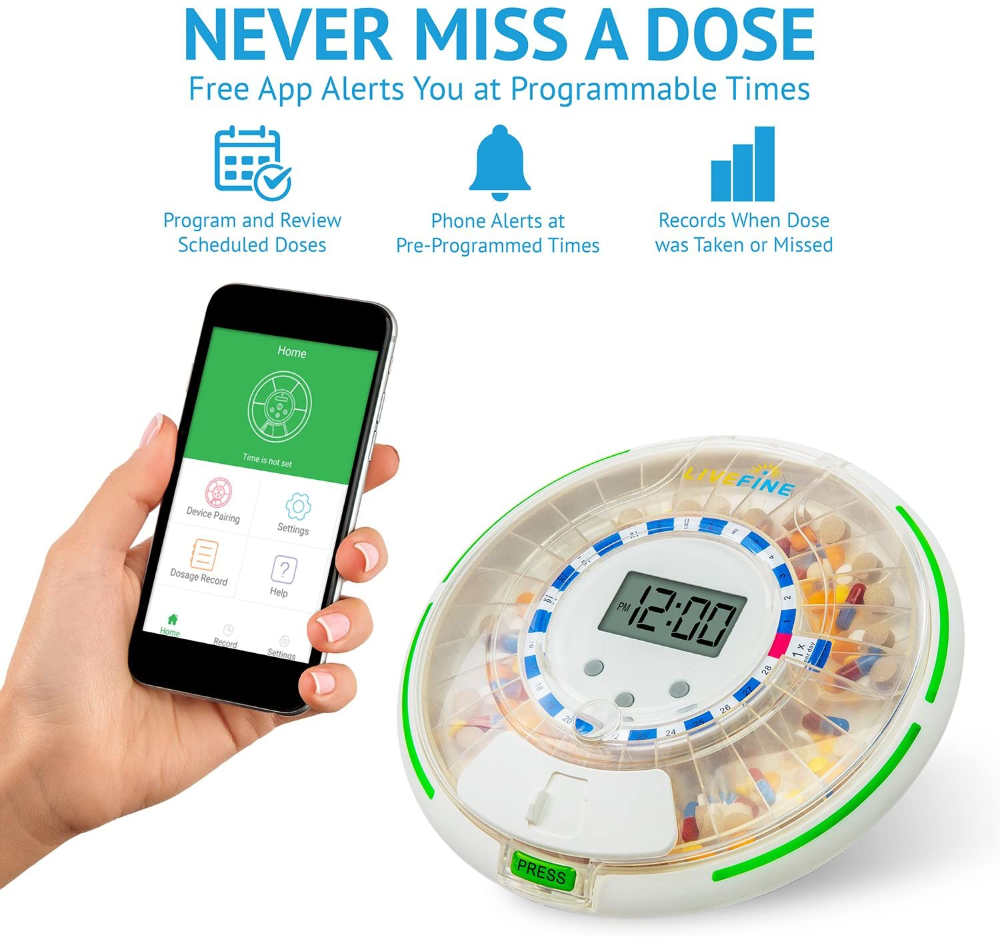 NEVER MISS A DOSE
Free App Alerts You at Programmable Times
Program and Review
Scheduled Doses
Phone Alerts at
Pre-Programmed Times
Records When Dose
was Taken or Missed
Home
Time is not set
Device Pairing
Settings
Dosage Record
Help
Home
Record
Settings
LIVEFINE
PM 12:00
4
3
2
1
1 x
per day
28
27
26
25
24
23
20
19
18
PRESS